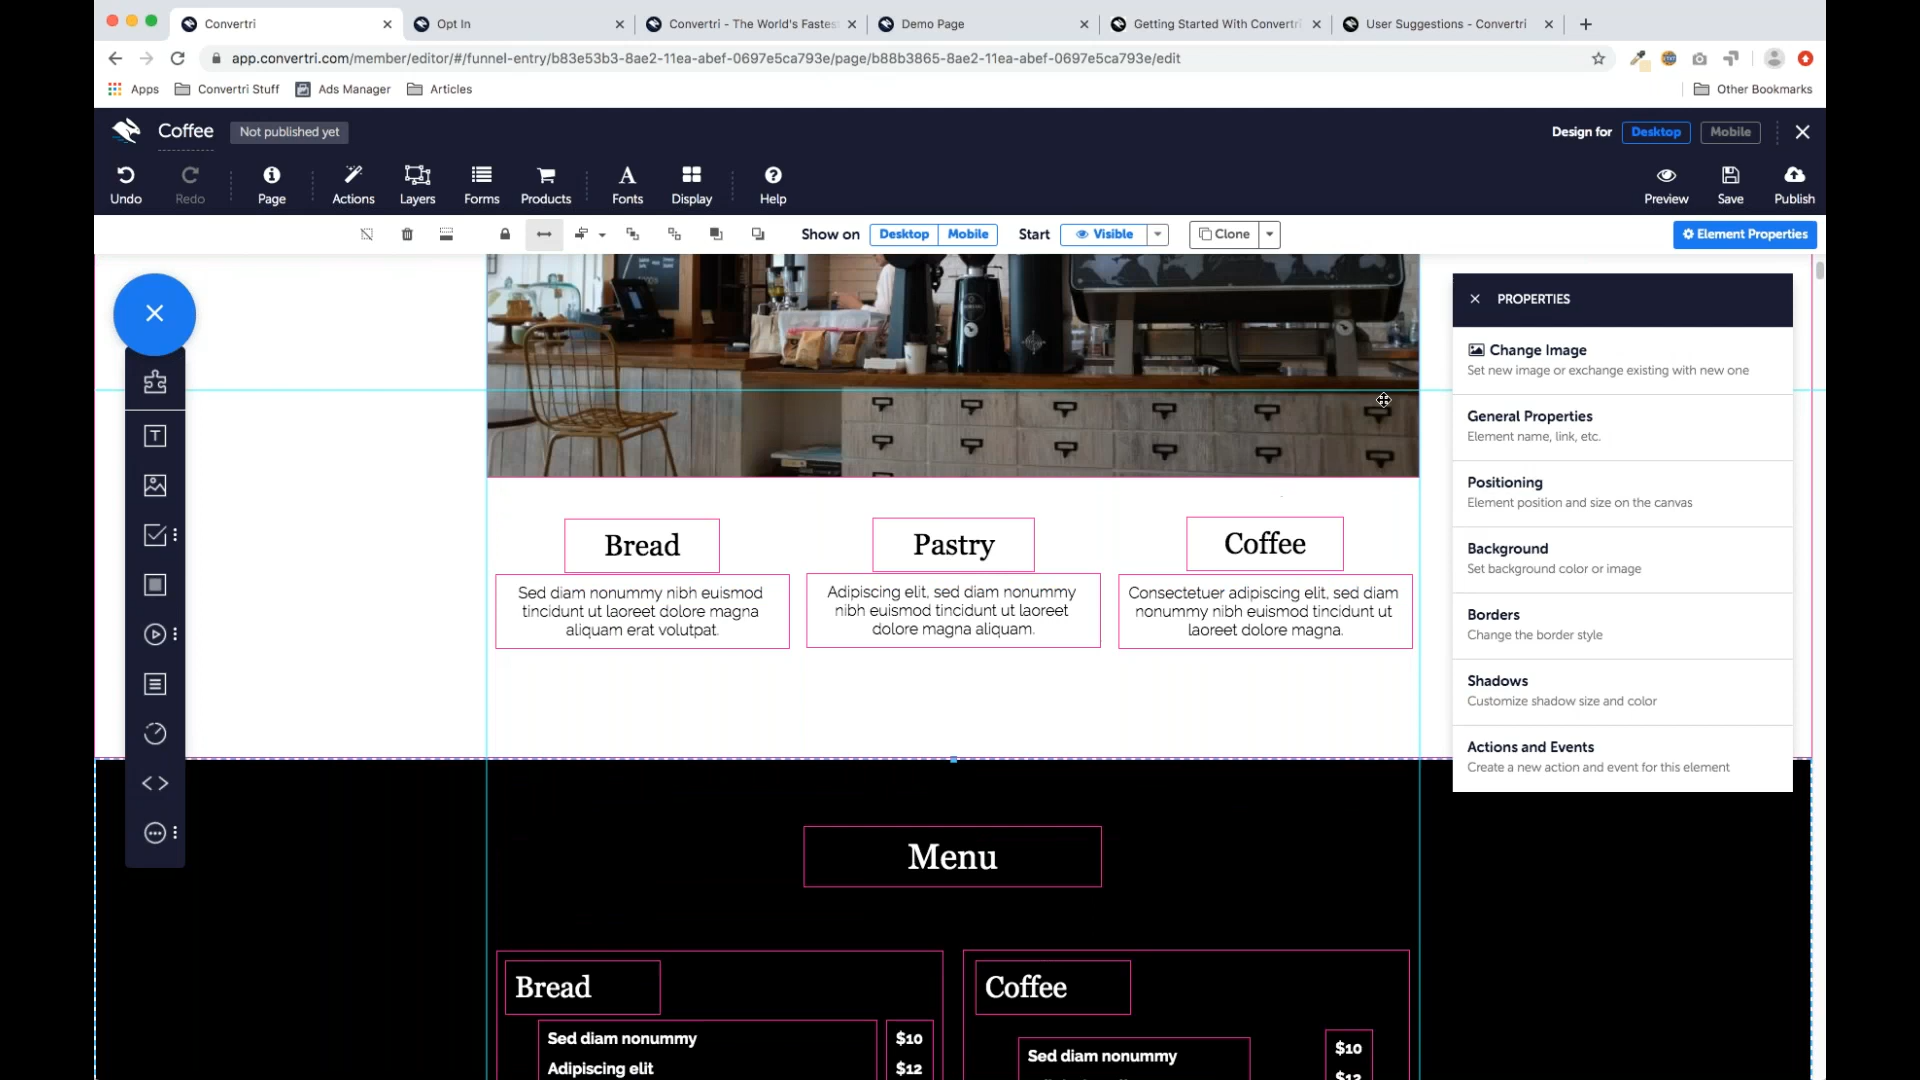 Convertri
Opt In
Convertri - The World's Fastes
Demo Page
Getting Started With Convertri
User Suggestions - Convertri
app.convertri.com/member/editor/#/funnel-entry/b83e53b3-8ae2-11ea-abef-0697e5ca793e/page/b88b3865-8ae2-11ea-abef-0697e5ca793e/edit
Apps
Convertri Stuff
Ads Manager
Articles
Other Bookmarks
Coffee
Not published yet
Design for
Desktop
Mobile
Undo
Redo
Page
Actions
Layers
Forms
Products
Fonts
Display
Help
Preview
Save
Publish
Show on
Desktop
Mobile
Start
Visible
Clone
Element Properties
PROPERTIES
Change Image
Set new image or exchange existing with new one
General Properties
Element name, link, etc.
Positioning
Element position and size on the canvas
Background
Set background color or image
Borders
Change the border style
Shadows
Customize shadow size and color
Actions and Events
Create a new action and event for this element
Bread
Sed diam nonummy nibh euismod
tincidunt ut laoreet dolore magna
aliquam erat volutpat.
Pastry
Adipiscing elit, sed diam nonummy
nibh euismod tincidunt ut laoreet
dolore magna aliquam.
Coffee
Consectetuer adipiscing elit, sed diam
nonummy nibh euismod tincidunt ut
laoreet dolore magna.
Menu
Bread
Sed diam nonummy
$10
Adipiscing elit
$12
Coffee
Sed diam nonummy
$10